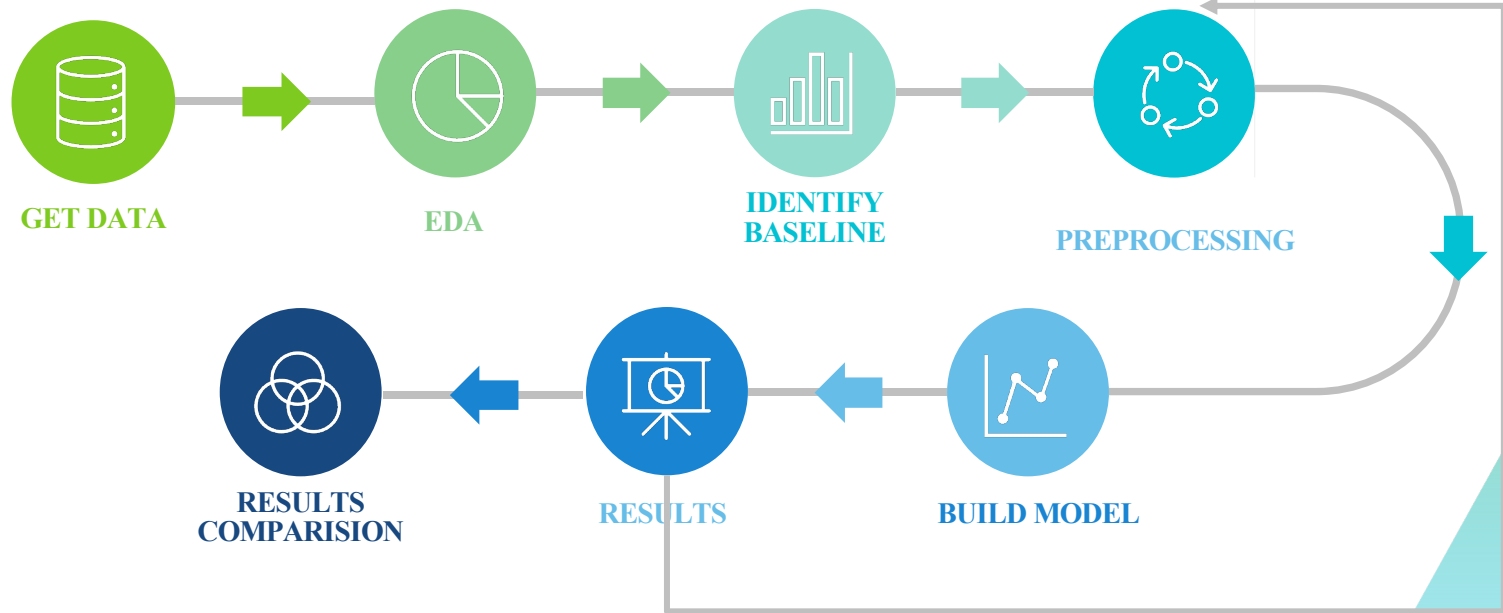 GET DATA
EDA
IDENTIFY
BASELINE
PREPROCESSING
RESULTS
COMPARISION
RESULTS
BUILD MODEL